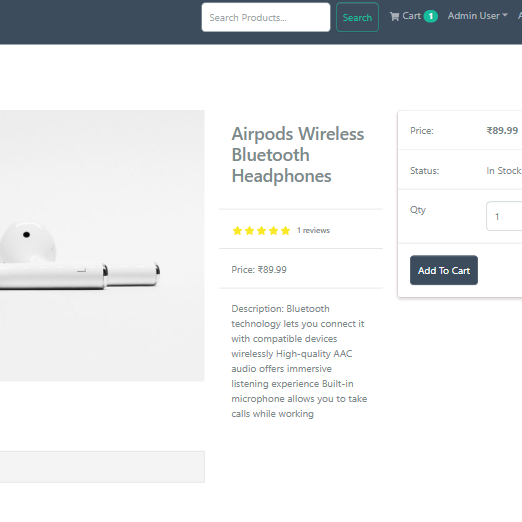 Search Products...
Search
Cart 1
Admin User
Airpods Wireless
Bluetooth
Headphones
1 reviews
Price: ₹89.99
Description: Bluetooth
technology lets you connect it
with compatible devices
wirelessly High-quality AAC
audio offers immersive
listening experience Built-in
microphone allows you to take
calls while working
Price: ₹89.99
Status: In Stock
Qty 1
Add To Cart